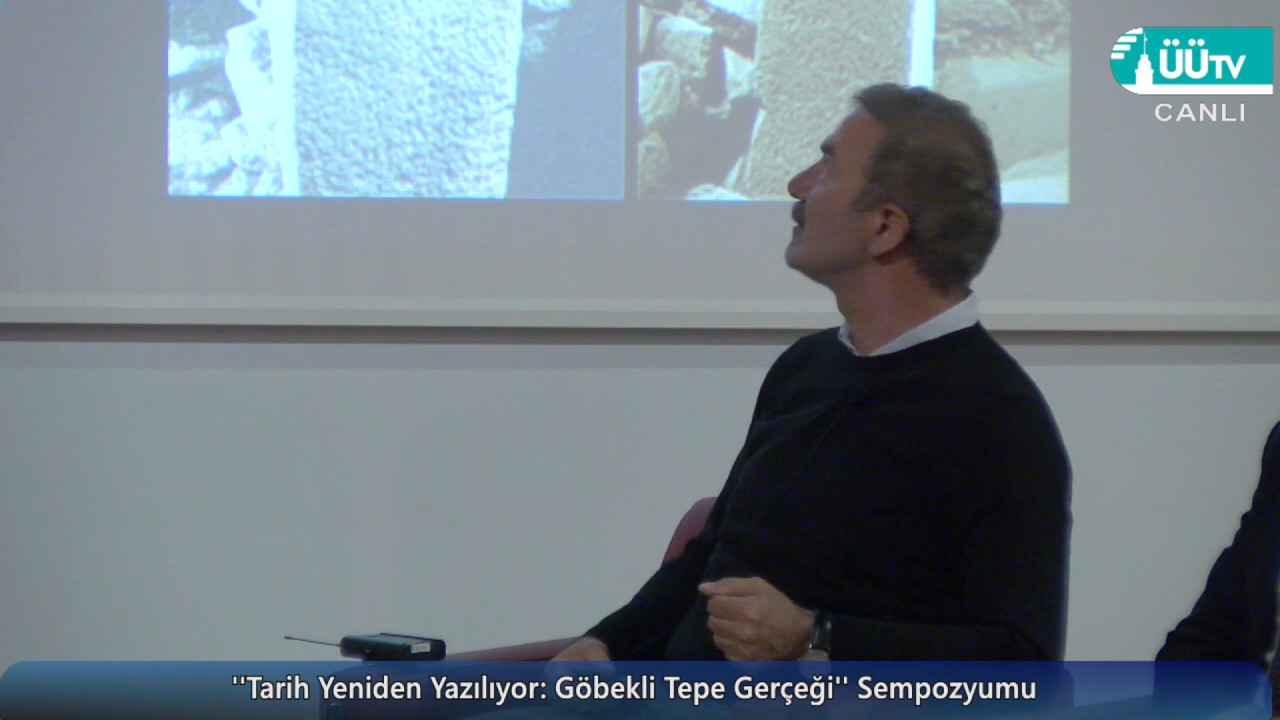 ÜÜTV
CANLI
''Tarih Yeniden Yazılıyor: Göbekli Tepe Gerçeği'' Sempozyumu